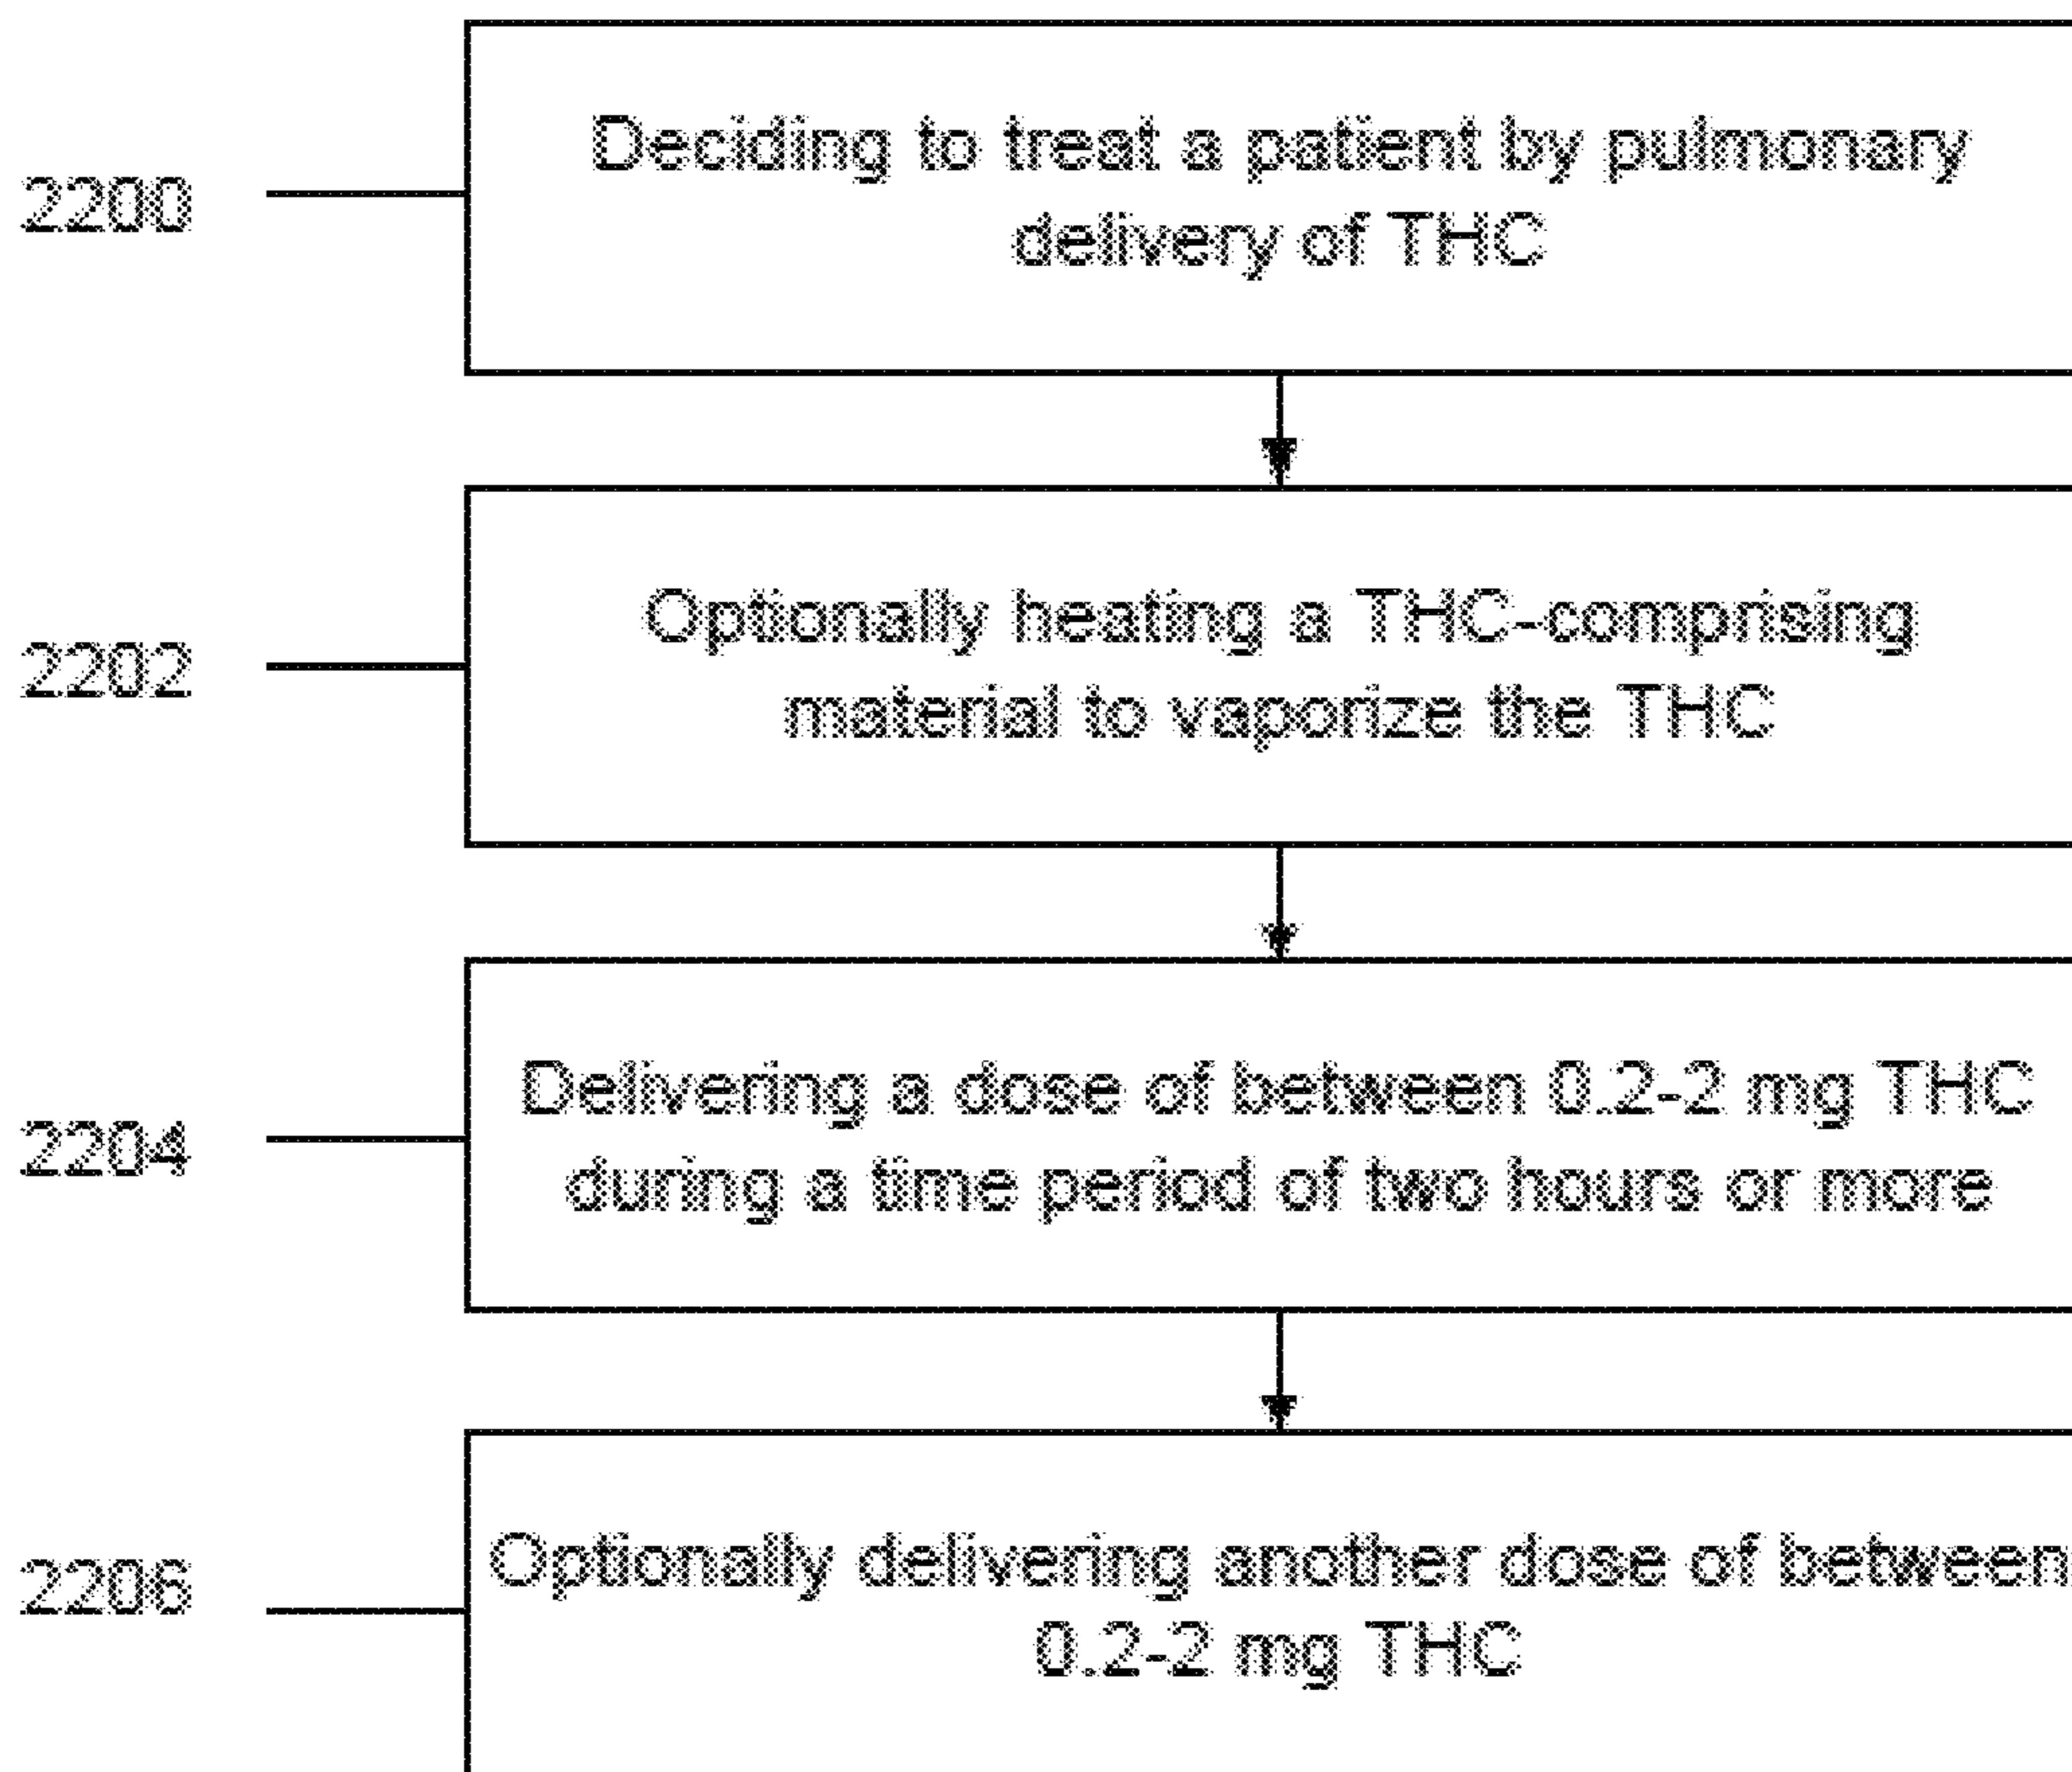 2200
Deciding to treat a patient by pulmonary
delivery of THC
2202
Optionally heating a THC-comprising
material to vaporize the THC
2204
Delivering a dose of between 0.2-2 mg THC
during a time period of two hours or more
2206
Optionally delivering another dose of between
0.2-2 mg THC